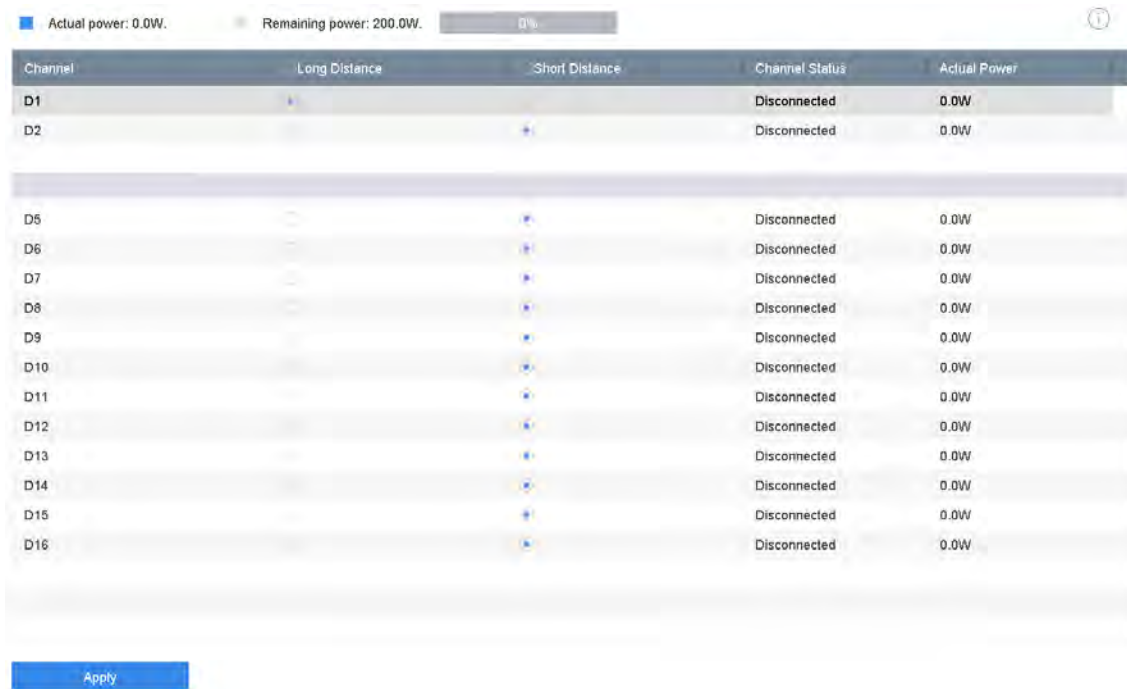 Actual power: 0.0W. Remaining power: 200.0W. 0%
Channel Long Distance Short Distance Channel Status Actual Power
D1 Disconnected 0.0W
D2 Disconnected 0.0W
D5 Disconnected 0.0W
D6 Disconnected 0.0W
D7 Disconnected 0.0W
D8 Disconnected 0.0W
D9 Disconnected 0.0W
D10 Disconnected 0.0W
D11 Disconnected 0.0W
D12 Disconnected 0.0W
D13 Disconnected 0.0W
D14 Disconnected 0.0W
D15 Disconnected 0.0W
D16 Disconnected 0.0W
Apply